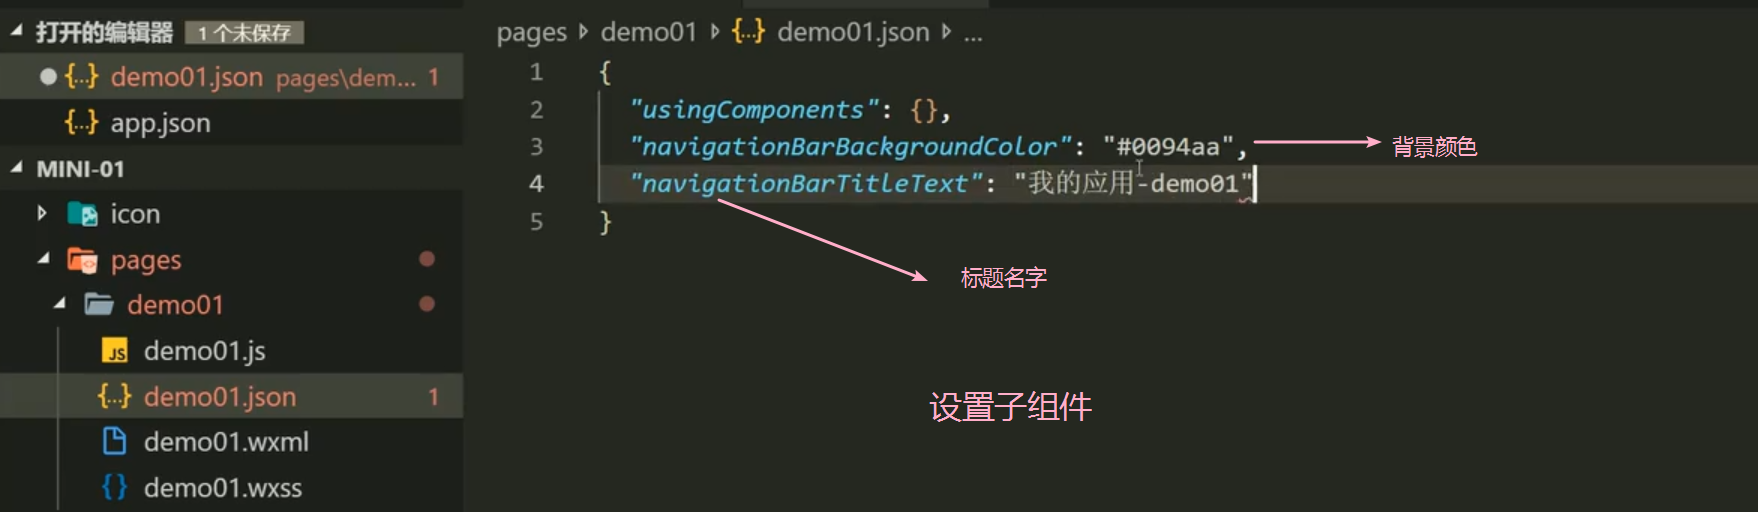 打开的编辑器 1 个未保存
{..} demo01.json pages\dem... 1
{..} app.json
MINI-01
icon
pages
demo01
JS demo01.js
{..} demo01.json 1
demo01.wxml
{} demo01.wxss
pages demo01 {..} demo01.json ...
1 {
2 "usingComponents": {},
3 "navigationBarBackgroundColor": "#0094aa",
背景颜色
4 "navigationBarTitleText": "我的应用-demo01"
5 }
标题名字
设置子组件